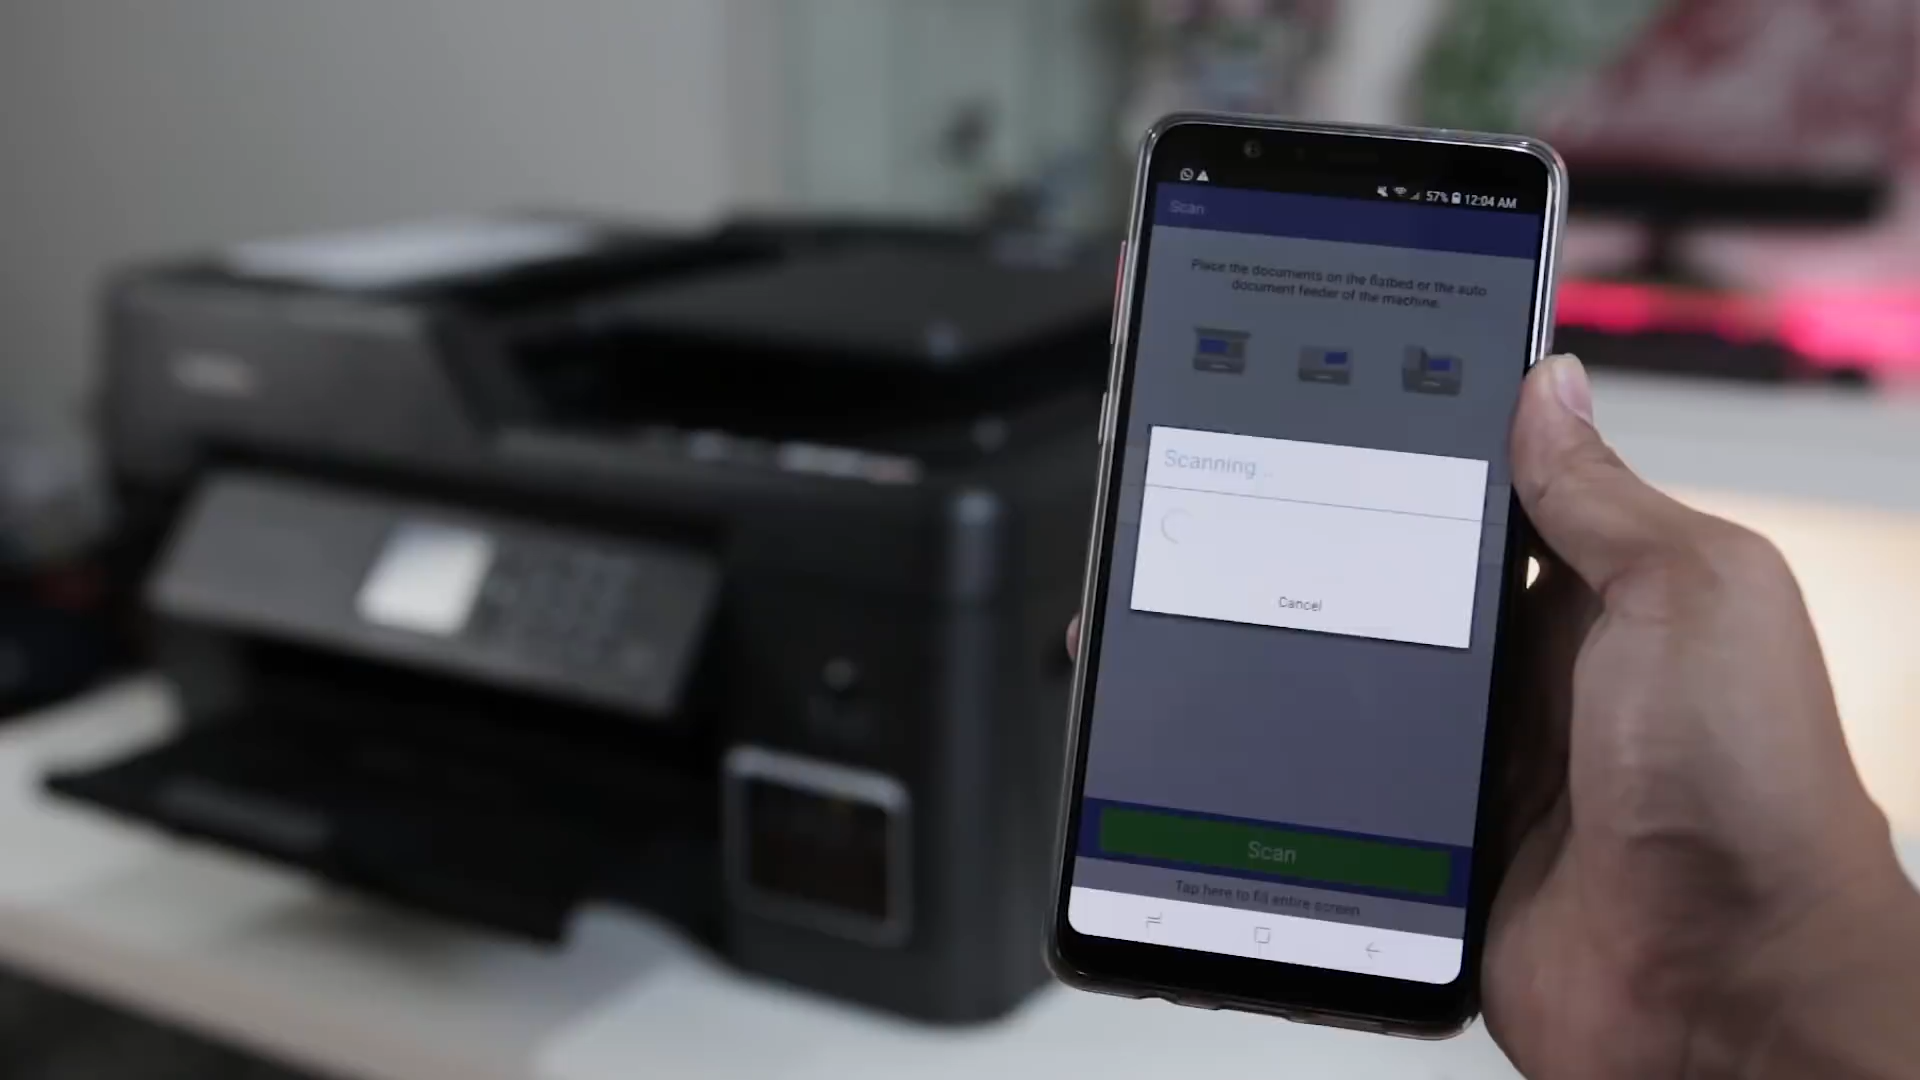 57% 12:04 AM
Scan
Place the documents on the flatbed or the auto
document feeder of the machine.
Scanning...
Cancel
Scan
Tap here to fill entire screen